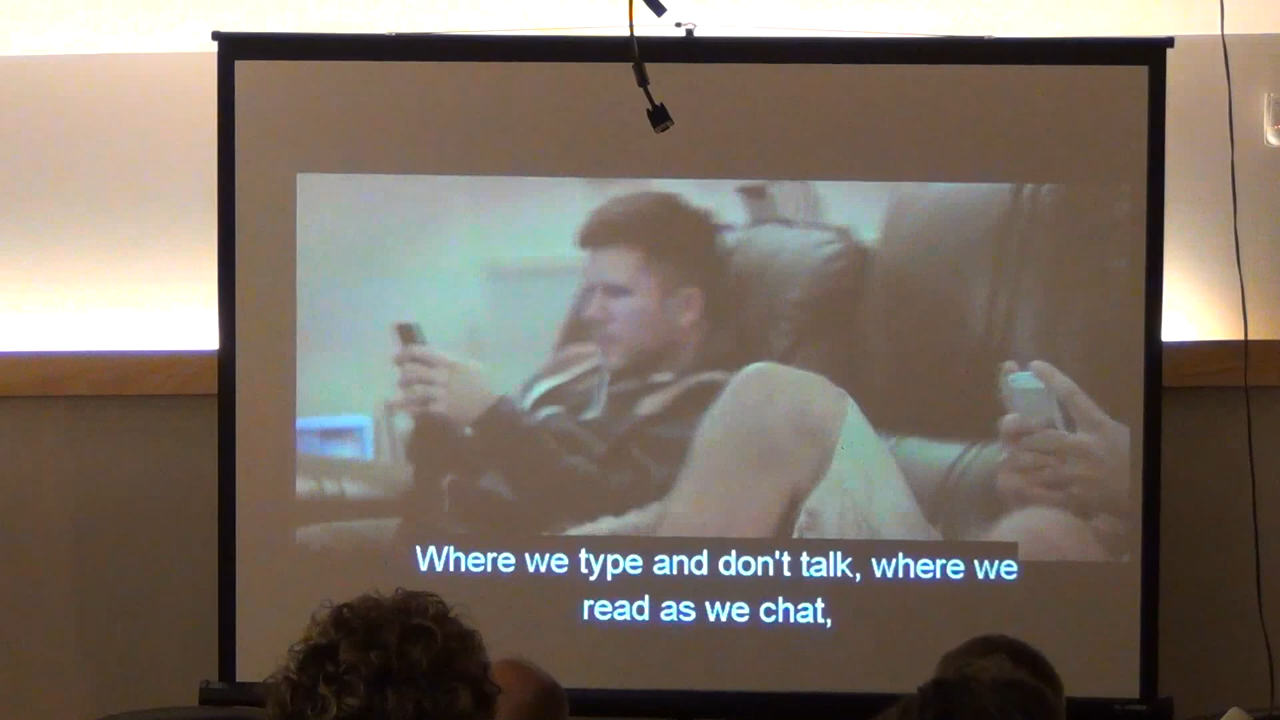 Where we type and don't talk, where we
read as we chat,